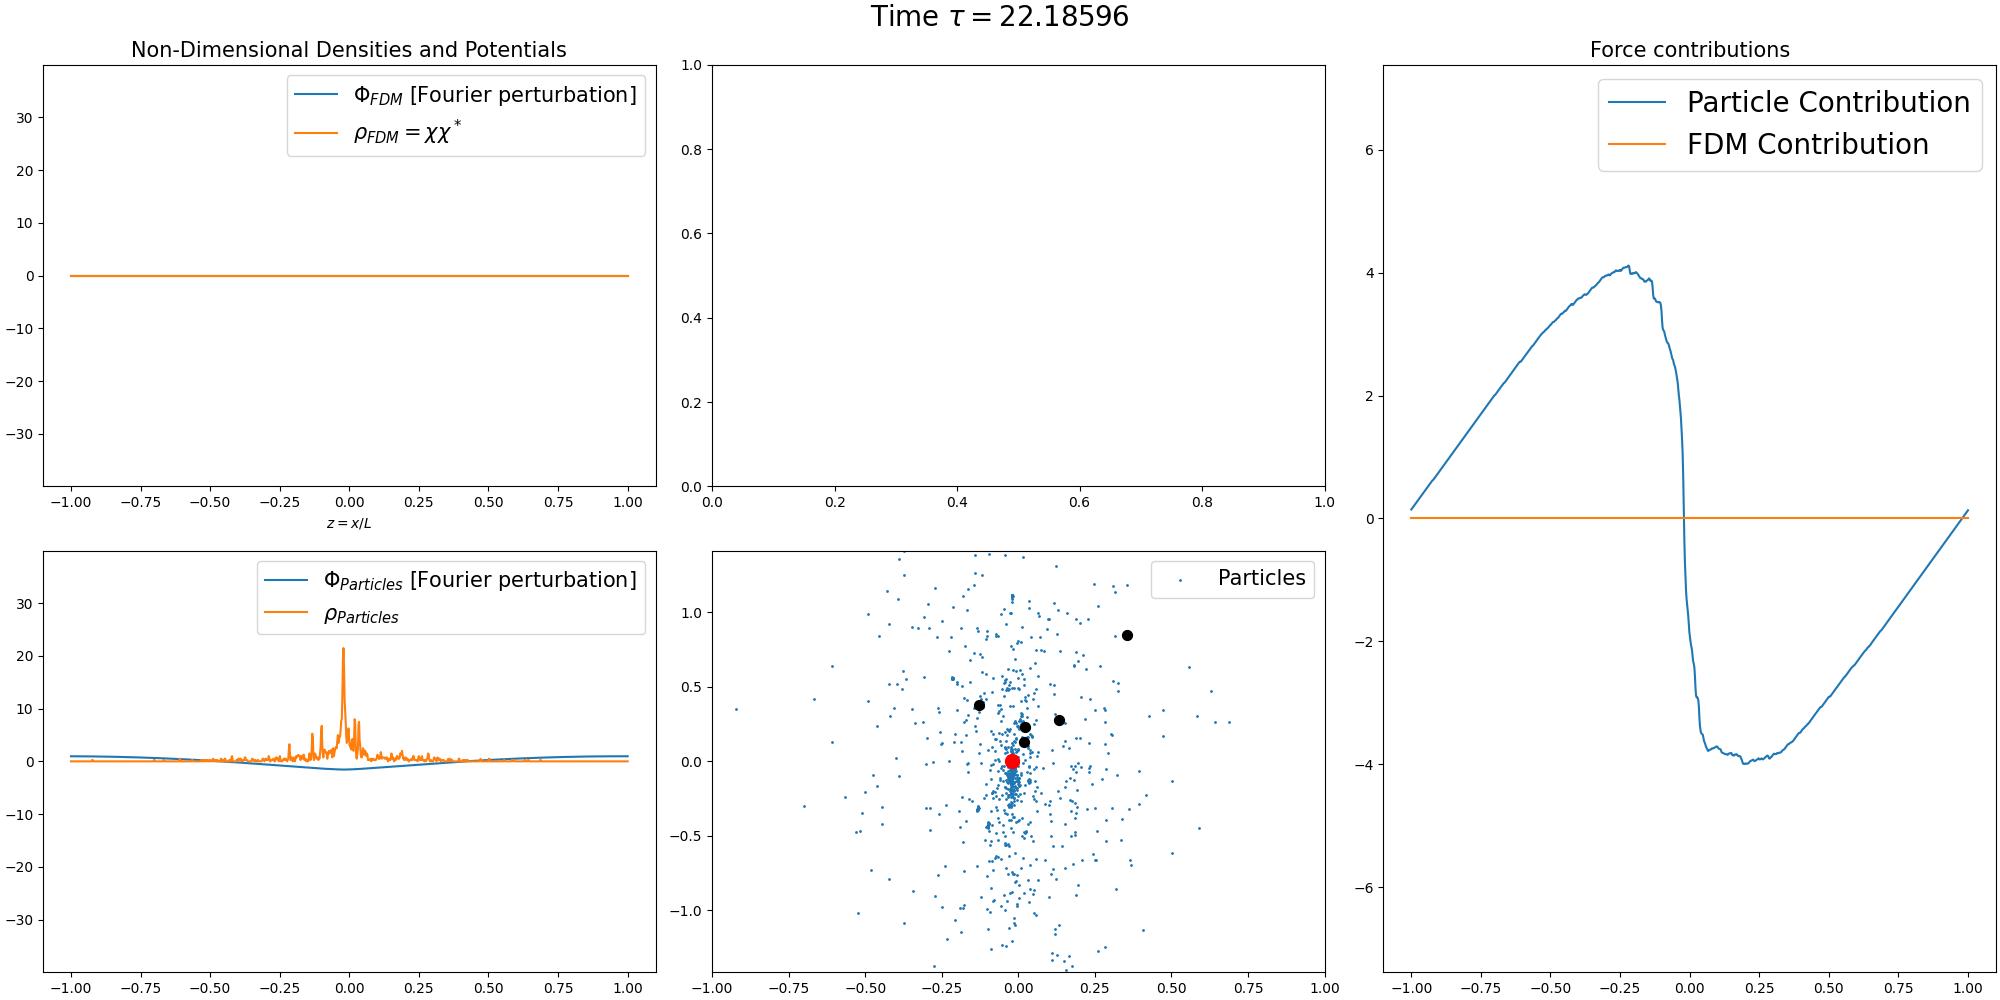 Time τ = 22.18596
Non-Dimensional Densities and Potentials
Φ_FDM [Fourier perturbation]
ρ_FDM = χχ*
30
20
10
0
−10
−20
−30
−1.00 −0.75 −0.50 −0.25 0.00 0.25 0.50 0.75 1.00
z = x/L
1.0
0.8
0.6
0.4
0.2
0.0
0.0 0.2 0.4 0.6 0.8 1.0
Φ_Particles [Fourier perturbation]
ρ_Particles
30
20
10
0
−10
−20
−30
−1.00 −0.75 −0.50 −0.25 0.00 0.25 0.50 0.75 1.00
Particles
1.0
0.5
0.0
−0.5
−1.0
−1.00 −0.75 −0.50 −0.25 0.00 0.25 0.50 0.75 1.00
Force contributions
Particle Contribution
FDM Contribution
6
4
2
0
−2
−4
−6
−1.00 −0.75 −0.50 −0.25 0.00 0.25 0.50 0.75 1.00